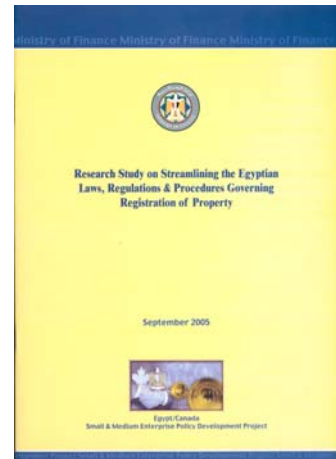 Ministry of Finance Ministry of Finance Ministry of Finance
Research Study on Streamlining the Egyptian
Laws, Regulations & Procedures Governing
Registration of Property
September 2005
Egypt/Canada
Small & Medium Enterprise Policy Development Project